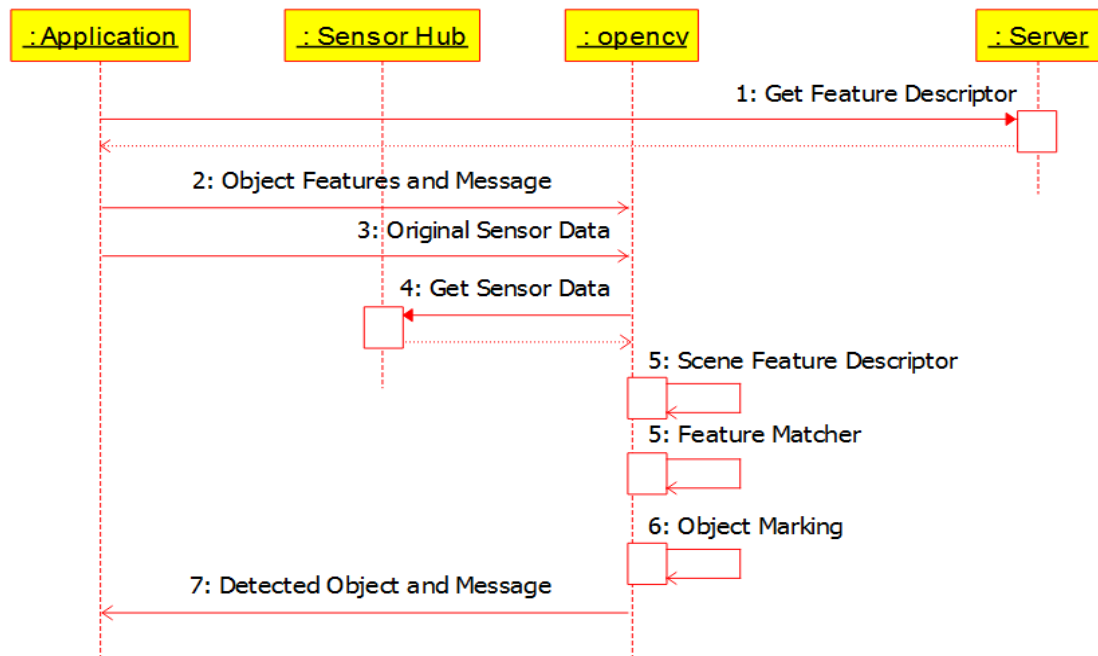 : Application
: Sensor Hub
: opencv
: Server
1: Get Feature Descriptor
2: Object Features and Message
3: Original Sensor Data
4: Get Sensor Data
5: Scene Feature Descriptor
5: Feature Matcher
6: Object Marking
7: Detected Object and Message